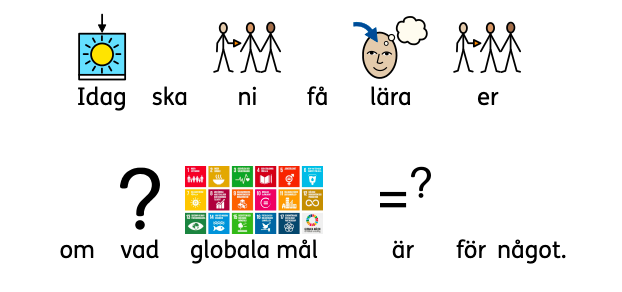 Idag ska ni få lära er
om vad globala mål är för något.